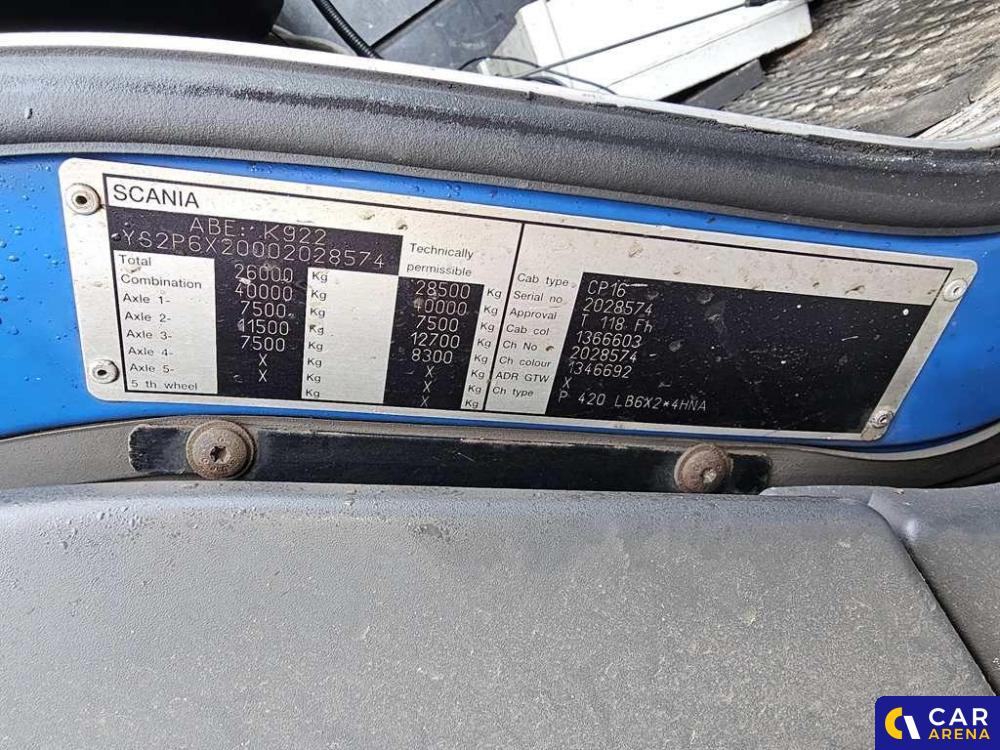 SCANIA
ABE: K922
YS2P6X20002028574
Technically permissible
Total 26000 Kg 28500 Kg
Combination 40000 Kg 40000 Kg
Axle 1- 7500 Kg 7500 Kg
Axle 2- 11500 Kg 12700 Kg
Axle 3- 7500 Kg 8300 Kg
Axle 4- X Kg X Kg
Axle 5- X Kg X Kg
5 th wheel Kg X Kg
Cab type CP16
Serial no 2028574
Approval T 118 Fh
Cab col 1366603
Ch No 2028574
Ch colour 1346692
ADR GTW X
Ch type P 420 LB6X2*4HNA
CAR
ARENA